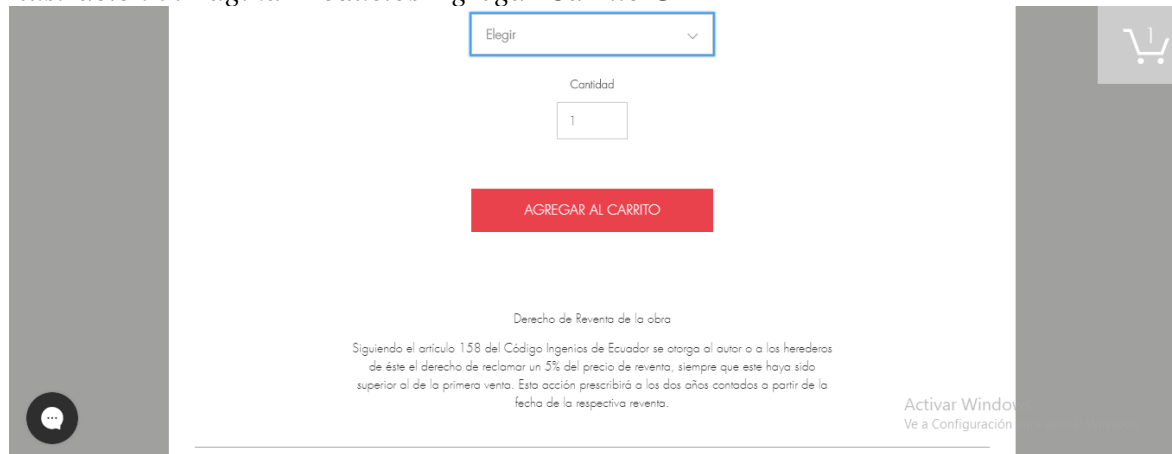 Elegir
1
Cantidad
1
AGREGAR AL CARRITO
Derecho de Reventa de la obra
Siguiendo el artículo 158 del Código Ingenios de Ecuador se otorga al autor o a los herederos
de éste el derecho de reclamar un 5% del precio de reventa, siempre que este haya sido
superior al de la primera venta. Esta acción prescribirá a los dos años contados a partir de la
fecha de la respectiva reventa.
Activar Window
Ve a Configuración